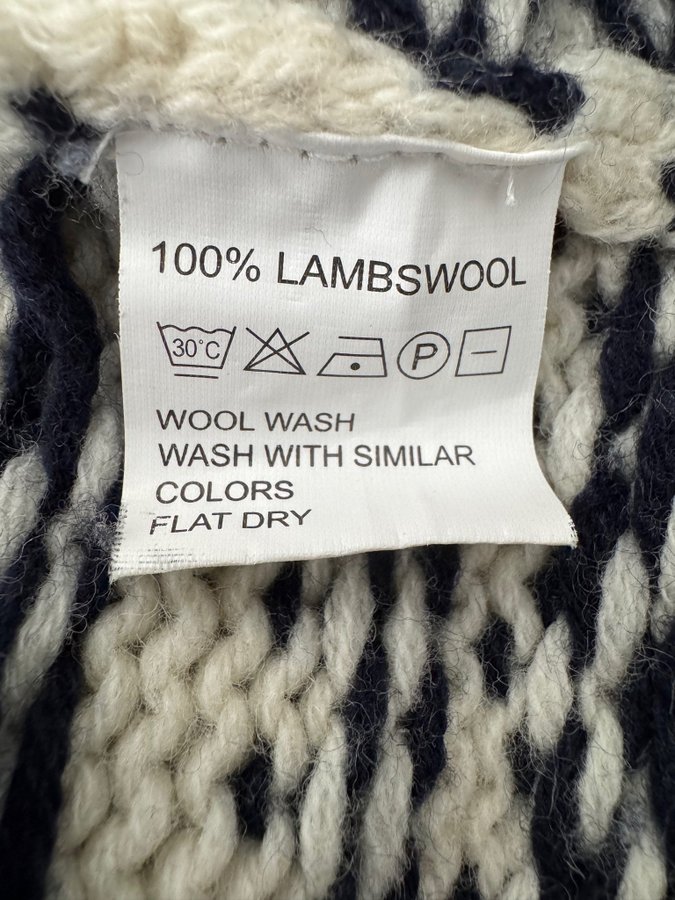 100% LAMBSWOOL
30°C P
WOOL WASH
WASH WITH SIMILAR
COLORS
FLAT DRY